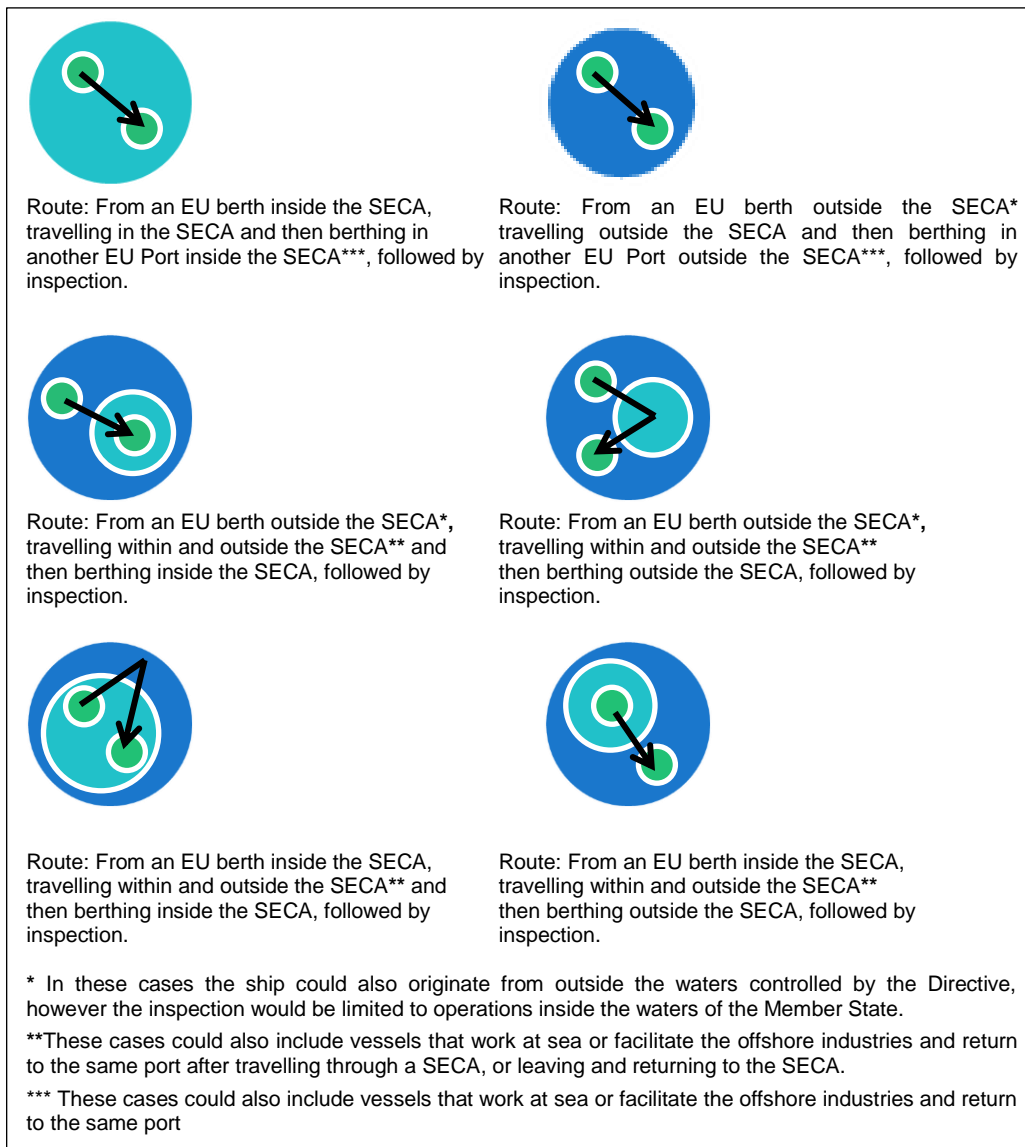 Route: From an EU berth inside the SECA,
travelling in the SECA and then berthing in
another EU Port inside the SECA***, followed by
inspection.
Route: From an EU berth outside the SECA*
travelling outside the SECA and then berthing in
another EU Port outside the SECA***, followed by
inspection.
Route: From an EU berth outside the SECA*,
travelling within and outside the SECA** and
then berthing inside the SECA, followed by
inspection.
Route: From an EU berth outside the SECA*,
travelling within and outside the SECA**
then berthing outside the SECA, followed by
inspection.
Route: From an EU berth inside the SECA,
travelling within and outside the SECA** and
then berthing inside the SECA, followed by
inspection.
Route: From an EU berth inside the SECA,
travelling within and outside the SECA**
then berthing outside the SECA, followed by
inspection.
* In these cases the ship could also originate from outside the waters controlled by the Directive,
however the inspection would be limited to operations inside the waters of the Member State.
**These cases could also include vessels that work at sea or facilitate the offshore industries and return
to the same port after travelling through a SECA, or leaving and returning to the SECA.
*** These cases could also include vessels that work at sea or facilitate the offshore industries and return
to the same port